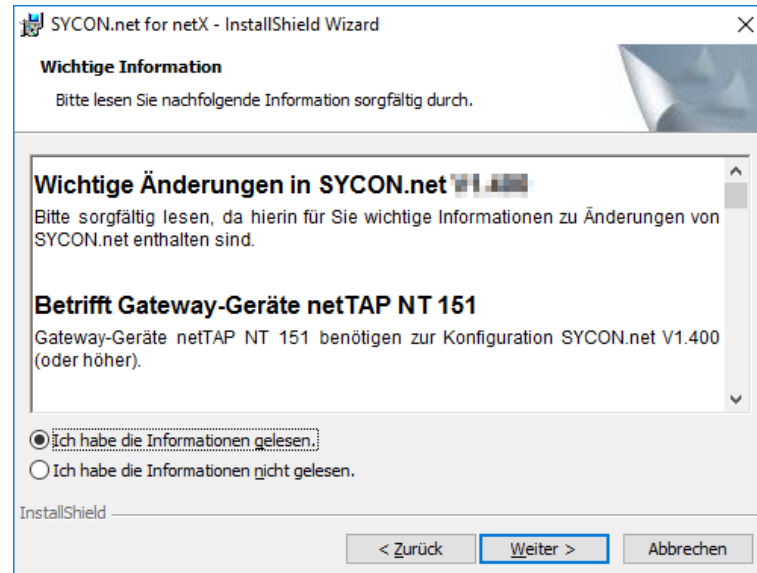 SYCON.net for netX - InstallShield Wizard
Wichtige Information
Bitte lesen Sie nachfolgende Information sorgfältig durch.
Wichtige Änderungen in SYCON.net
Bitte sorgfältig lesen, da hierin für Sie wichtige Informationen zu Änderungen von
SYCON.net enthalten sind.
Betrifft Gateway-Geräte netTAP NT 151
Gateway-Geräte netTAP NT 151 benötigen zur Konfiguration SYCON.net V1.400
(oder höher).
Ich habe die Informationen gelesen.
Ich habe die Informationen nicht gelesen.
InstallShield
< Zurück
Weiter >
Abbrechen